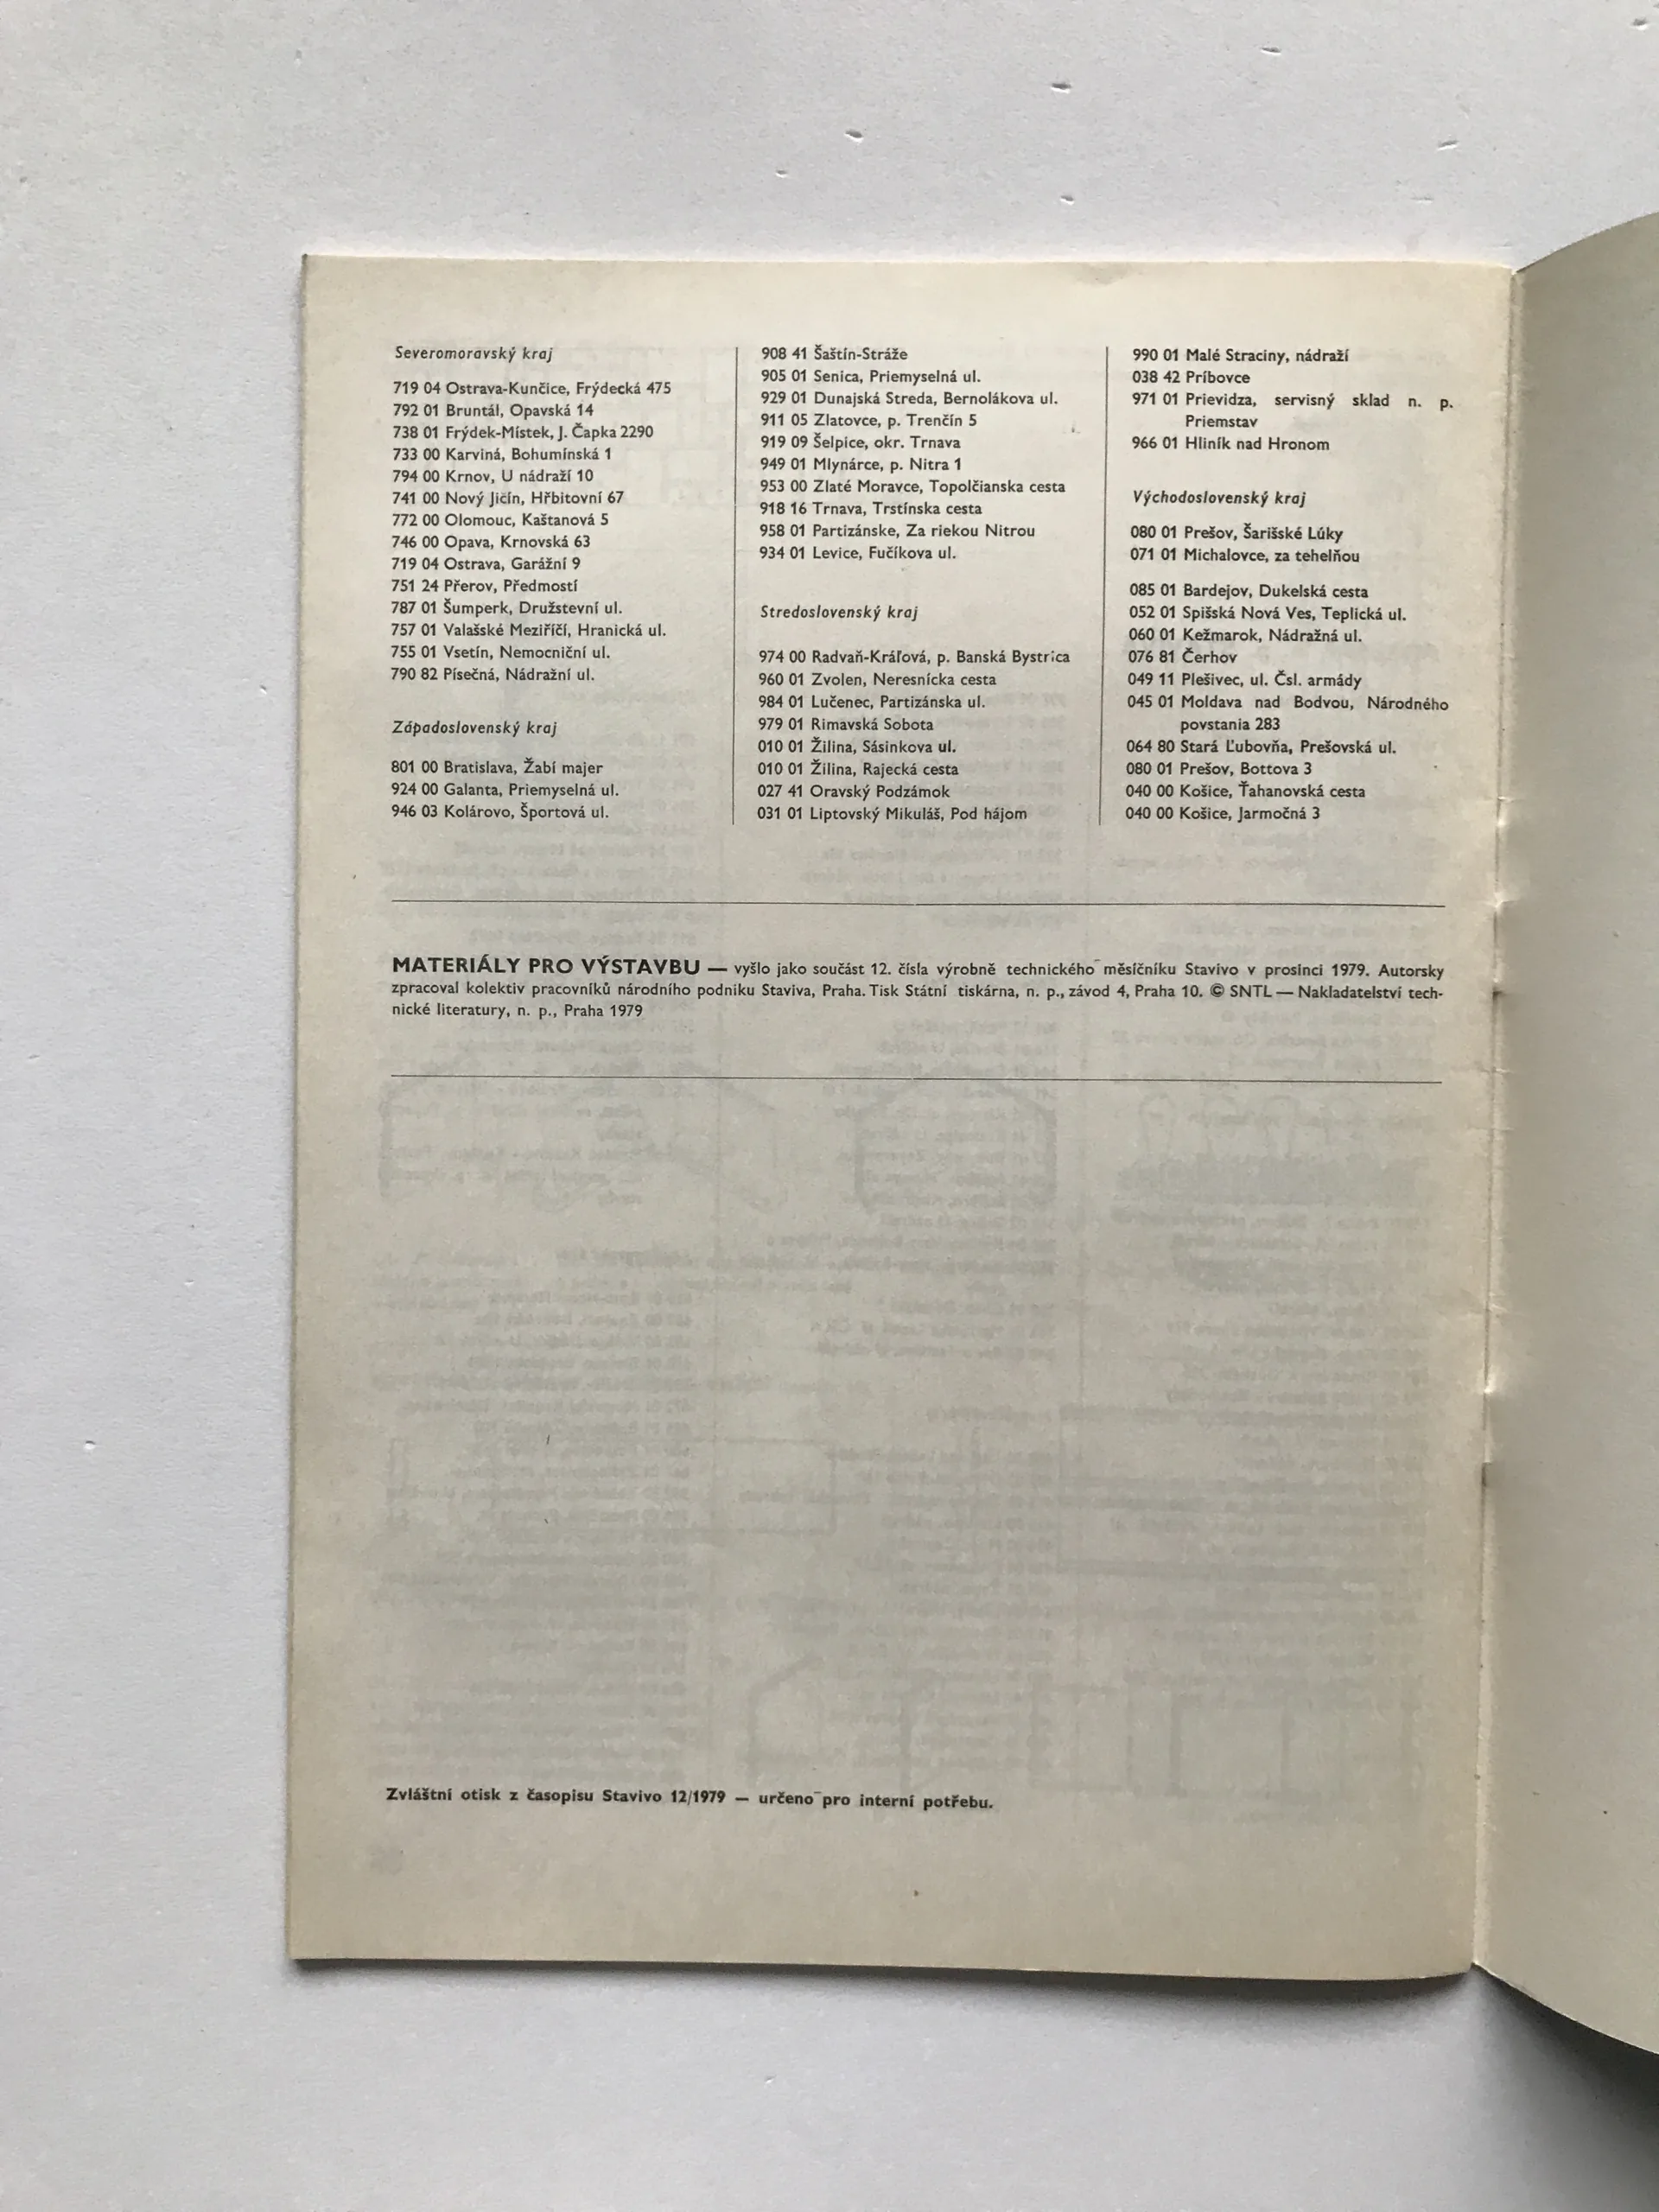 Severomoravský kraj
719 04 Ostrava-Kunčice, Frýdecká 475
792 01 Bruntál, Opavská 14
738 01 Frýdek-Místek, J. Čapka 2290
733 00 Karviná, Bohumínská 1
794 00 Krnov, U nádraží 10
741 00 Nový Jičín, Hřbitovní 67
772 00 Olomouc, Kaštanová 5
746 00 Opava, Krnovská 63
719 04 Ostrava, Garážní 9
751 24 Přerov, Předmostí
787 01 Šumperk, Družstevní ul.
757 01 Valašské Meziříčí, Hranická ul.
755 01 Vsetín, Nemocniční ul.
790 82 Písečná, Nádražní ul.
Západoslovenský kraj
801 00 Bratislava, Žabí majer
924 00 Galanta, Priemyselná ul.
946 03 Kolárovo, Športová ul.
908 41 Šaštín-Stráže
905 01 Senica, Priemyselná ul.
929 01 Dunajská Streda, Bernolákova ul.
911 05 Zlatovce, p. Trenčín 5
919 09 Šelpice, okr. Trnava
949 01 Mlynárce, p. Nitra 1
953 00 Zlaté Moravce, Topolčianska cesta
918 16 Trnava, Trstínska cesta
958 01 Partizánske, Za riekou Nitrou
934 01 Levice, Fučíkova ul.
Stredoslovenský kraj
974 00 Radvaň-Kráľová, p. Banská Bystrica
960 01 Zvolen, Neresnícka cesta
984 01 Lučenec, Partizánska ul.
979 01 Rimavská Sobota
010 01 Žilina, Sásinkova ul.
010 01 Žilina, Rajecká cesta
027 41 Oravský Podzámok
031 01 Liptovský Mikuláš, Pod hájom
990 01 Malé Straciny, nádraží
038 42 Príbovce
971 01 Prievidza, servisný sklad n. p.
Priemstav
966 01 Hliník nad Hronom
Východoslovenský kraj
080 01 Prešov, Šarišské Lúky
071 01 Michalovce, za tehelňou
085 01 Bardejov, Dukelská cesta
052 01 Spišská Nová Ves, Teplická ul.
060 01 Kežmarok, Nádražná ul.
076 81 Čerhov
049 11 Plešivec, ul. Čsl. armády
045 01 Moldava nad Bodvou, Národného
povstania 283
064 80 Stará Ľubovňa, Prešovská ul.
080 01 Prešov, Bottova 3
040 00 Košice, Ťahanovská cesta
040 00 Košice, Jarmočná 3
MATERIÁLY PRO VÝSTAVBU — vyšlo jako součást 12. čísla výrobně technického měsíčníku Stavivo v prosinci 1979. Autorsky
zpracoval kolektiv pracovníků národního podniku Staviva, Praha. Tisk Státní tiskárna, n. p., závod 4, Praha 10. © SNTL — Nakladatelství tech-
nické literatury, n. p., Praha 1979
Zvláštní otisk z časopisu Stavivo 12/1979 — určeno pro interní potřebu.